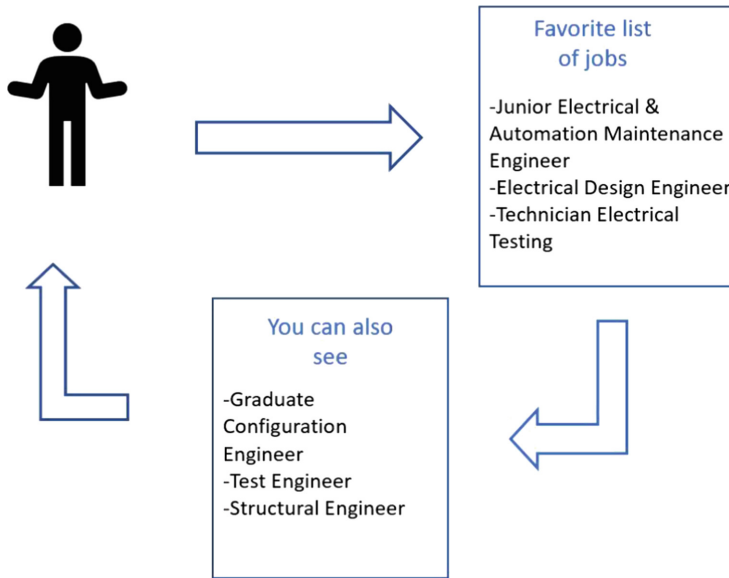 Favorite list
of jobs
-Junior Electrical &
Automation Maintenance
Engineer
-Electrical Design Engineer
-Technician Electrical
Testing
You can also
see
-Graduate
Configuration
Engineer
-Test Engineer
-Structural Engineer